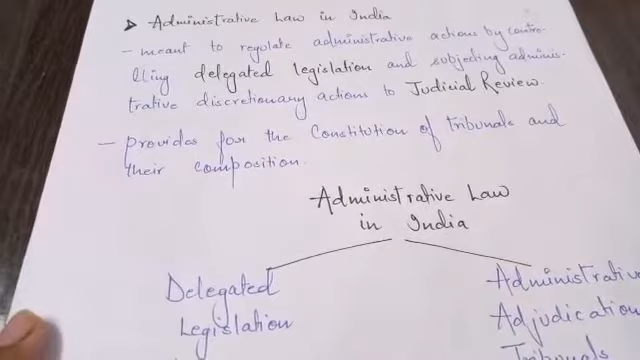 ➤ Administrative Law in India
- meant to regulate administrative actions by contro-
lling delegated legislation and subjecting adminis-
trative discretionary actions to Judicial Review.
- provides for the Constitution of tribunals and
their composition.
Administrative Law
in India
Delegated Administrative
Legislation Adjudication
Tribunals